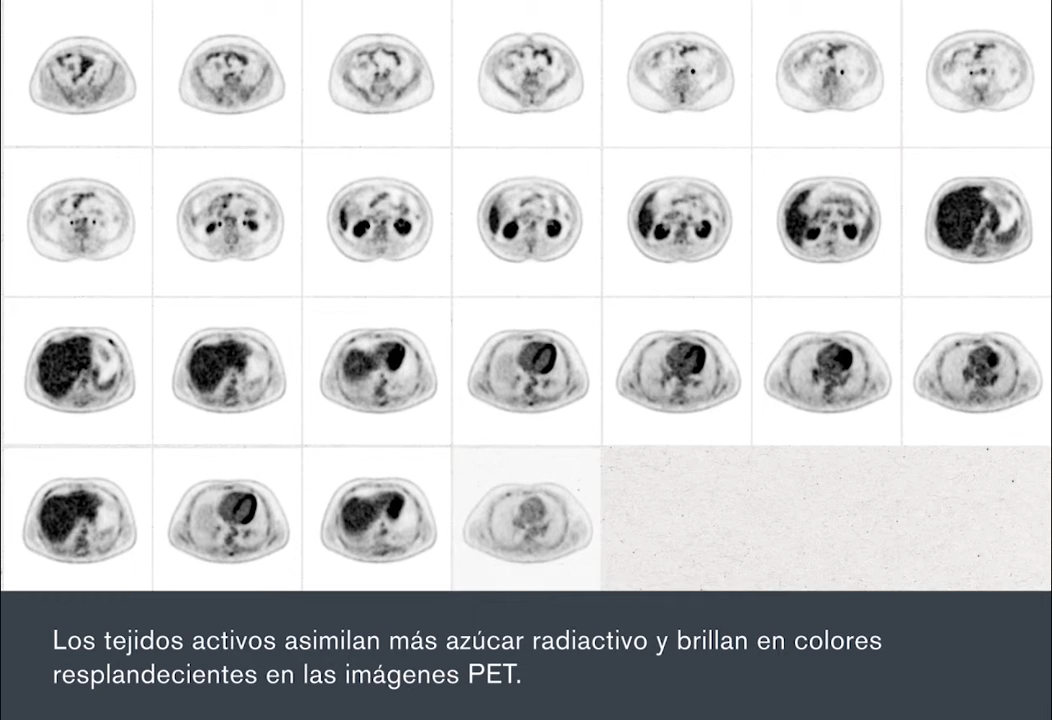 Los tejidos activos asimilan más azúcar radiactivo y brillan en colores
resplandecientes en las imágenes PET.